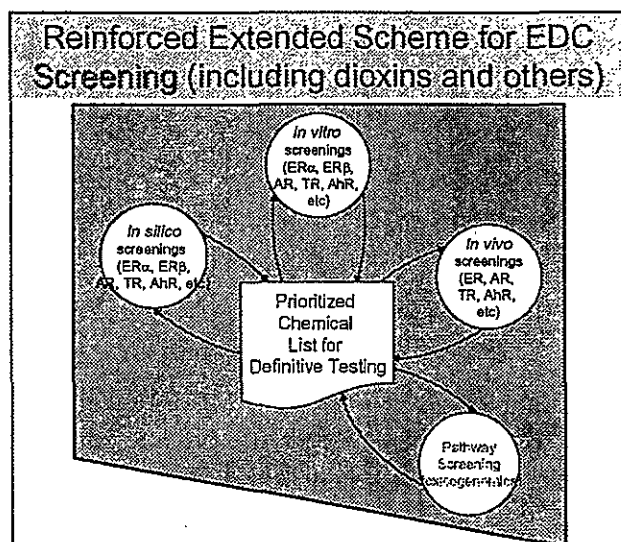 Reinforced Extended Scheme for EDC
Screening (including dioxins and others)
In vitro
screenings
(ERα, ERβ,
AR, TR, AhR,
etc)
In silico
screenings
(ERα, ERβ,
AR, TR, AhR, etc)
In vivo
screenings
(ER, AR,
TR, AhR,
etc)
Prioritized
Chemical
List for
Definitive Testing
Pathway
Screening